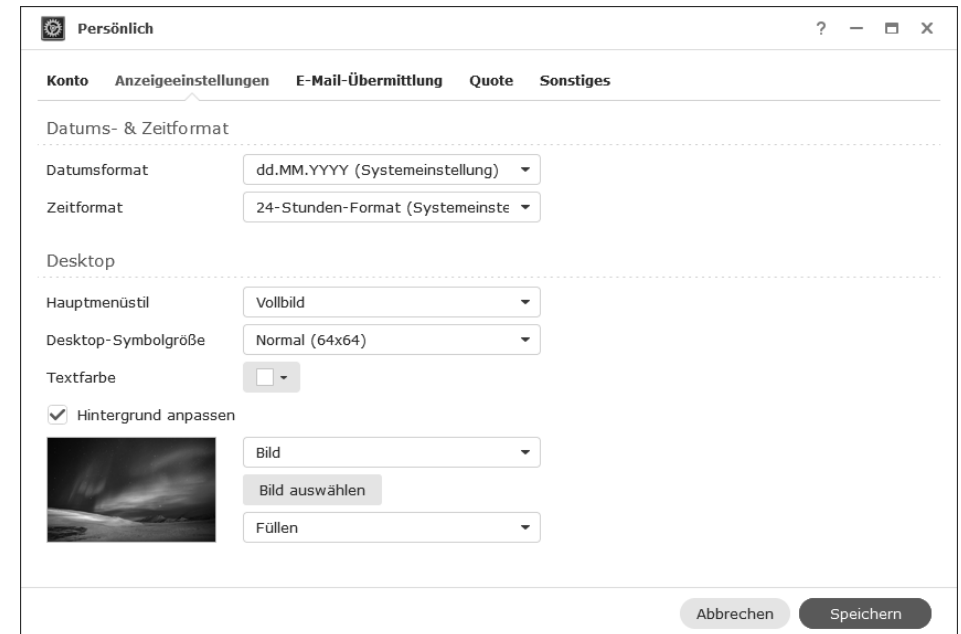 Persönlich
?
Konto Anzeigeeinstellungen E-Mail-Übermittlung Quote Sonstiges
Datums- & Zeitformat
Datumsformat dd.MM.YYYY (Systemeinstellung)
Zeitformat 24-Stunden-Format (Systemeinste
Desktop
Hauptmenüstil Vollbild
Desktop-Symbolgröße Normal (64x64)
Textfarbe
Hintergrund anpassen
Bild
Bild auswählen
Füllen
Abbrechen Speichern